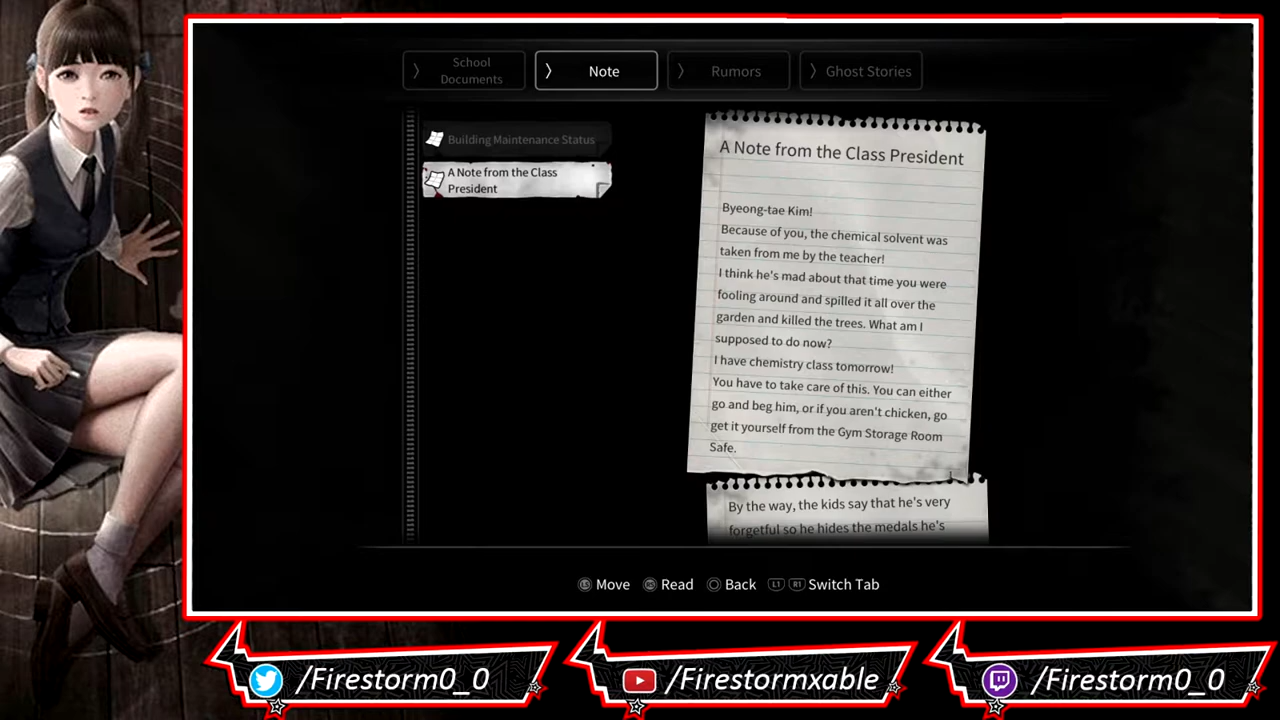 School
Documents
Note
Rumors
Ghost Stories
Building Maintenance Status
A Note from the Class
President
A Note from the Class President
Byeong-tae Kim!
Because of you, the chemical solvent was
taken from me by the teacher!
I think he's mad about that time you were
fooling around and spilled it all over the
garden and killed the trees. What am I
supposed to do now?
I have chemistry class tomorrow!
You have to take care of this. You can either
go and beg him, or if you aren't chicken, go
get it yourself from the Gym Storage Room
Safe.
By the way, the kids say that he's very
forgetful so he hides the medals he's
Move Read Back L1 R1 Switch Tab
/Firestorm0_0 /Firestormxable /Firestorm0_0